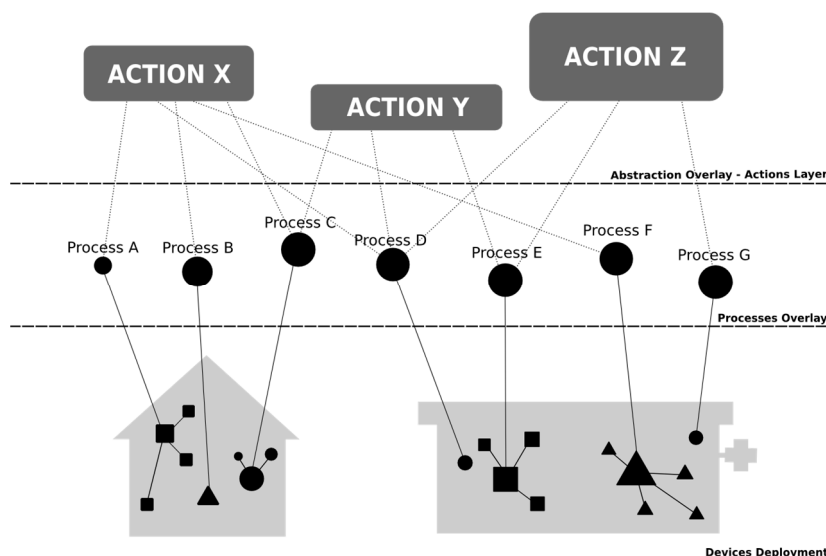 ACTION X
ACTION Y
ACTION Z
Abstraction Overlay - Actions Layer
Process A
Process B
Process C
Process D
Process E
Process F
Process G
Processes Overlay
Devices Deployment